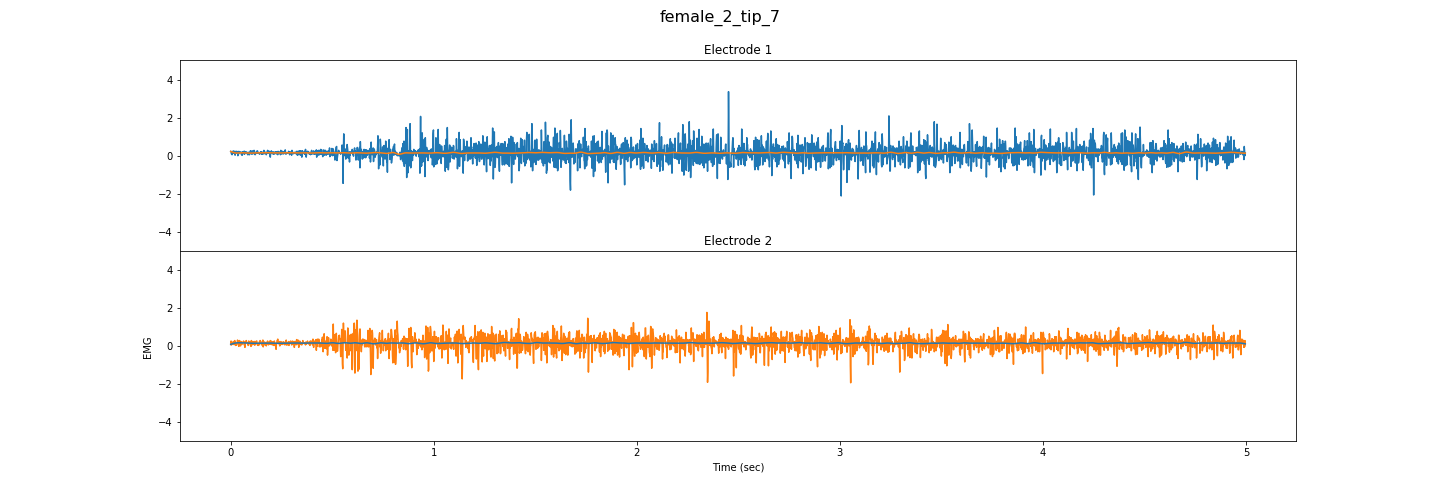 female_2_tip_7
Electrode 1
4
2
0
−2
−4
Electrode 2
4
2
0
−2
−4
EMG
0 1 2 3 4 5
Time (sec)